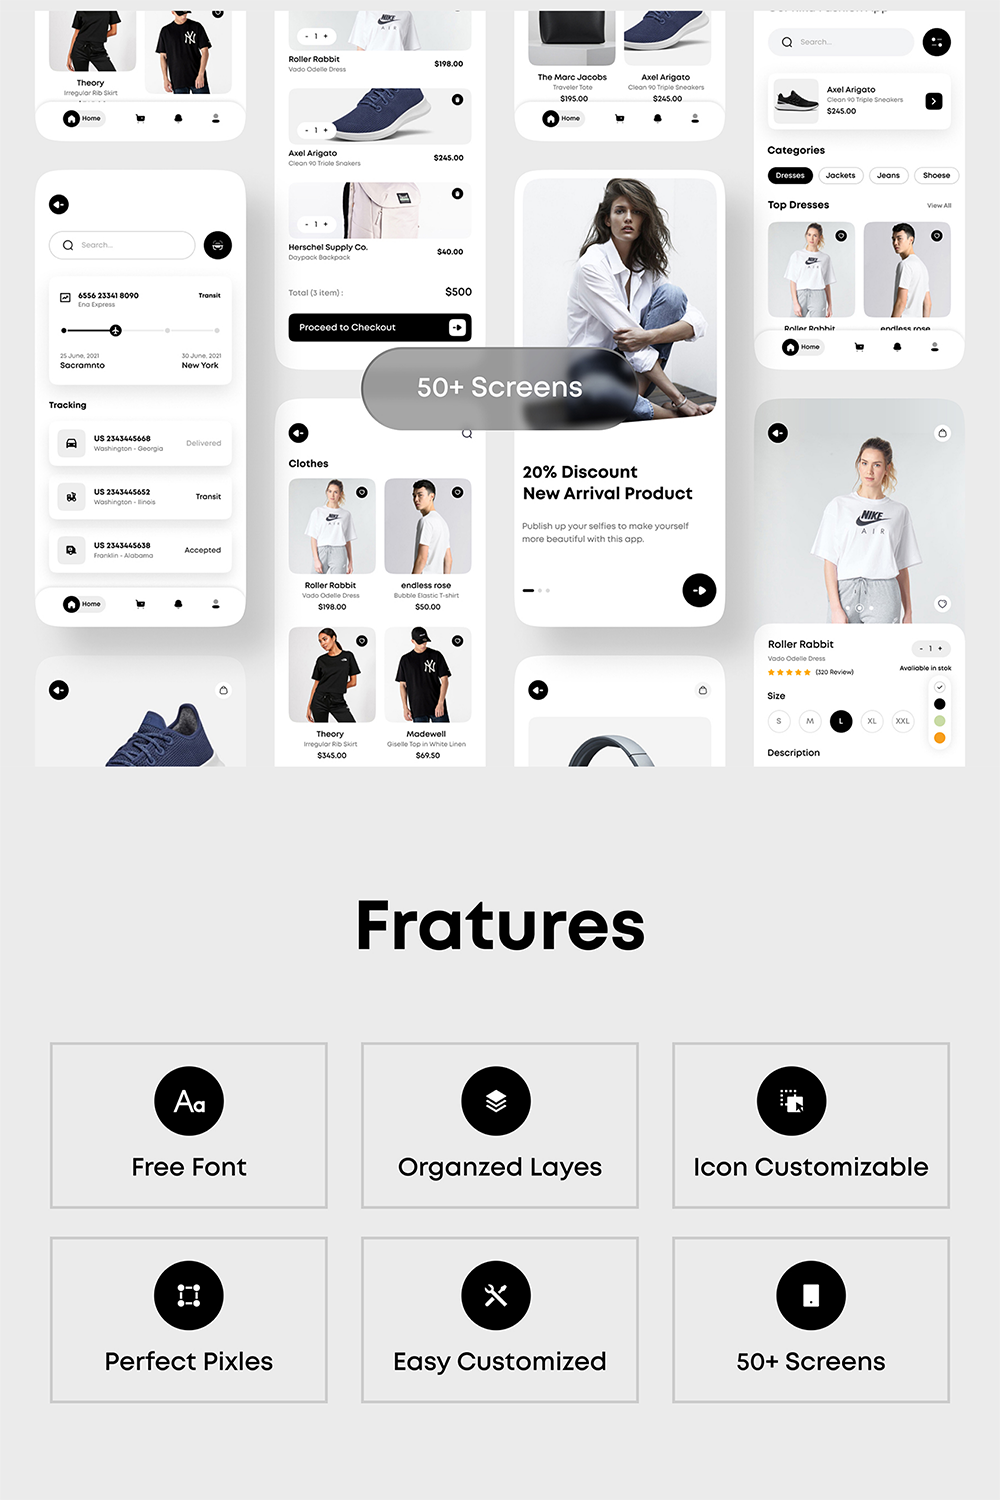 Theory
Irregular Rib Skirt
Home
- 1 +
Roller Rabbit
Vado Odelle Dress
$198.00
- 1 +
Axel Arigato
Clean 90 Triole Snakers
$245.00
- 1 +
Herschel Supply Co.
Daypack Backpack
$40.00
Total (3 item) :
$500
Proceed to Checkout
The Marc Jacobs
Traveler Tote
$195.00
Axel Arigato
Clean 90 Triple Sneakers
$245.00
Home
Search...
Axel Arigato
Clean 90 Triple Sneakers
$245.00
Categories
Dresses
Jackets
Jeans
Shoese
Top Dresses
View All
Roller Rabbit
endless rose
Home
Search...
6556 23341 8090
Ena Express
Transit
25 June, 2021
Sacramnto
30 June, 2021
New York
Tracking
US 2343445668
Washington - Georgia
Delivered
US 2343445652
Washington - Ilinois
Transit
US 2343445638
Franklin - Alabama
Accepted
Home
50+ Screens
Clothes
NIKE
AIR
Roller Rabbit
Vado Odelle Dress
$198.00
endless rose
Bubble Elastic T-shirt
$50.00
Theory
Irregular Rib Skirt
$345.00
Madewell
Giselle Top in White Linen
$69.50
20% Discount
New Arrival Product
Publish up your selfies to make yourself
more beautiful with this app.
NIKE
AIR
Roller Rabbit
Vado Odelle Dress
(320 Review)
- 1 +
Avaliable in stok
Size
S
M
L
XL
XXL
Description
Fratures
Aa
Free Font
Organzed Layes
Icon Customizable
Perfect Pixles
Easy Customized
50+ Screens